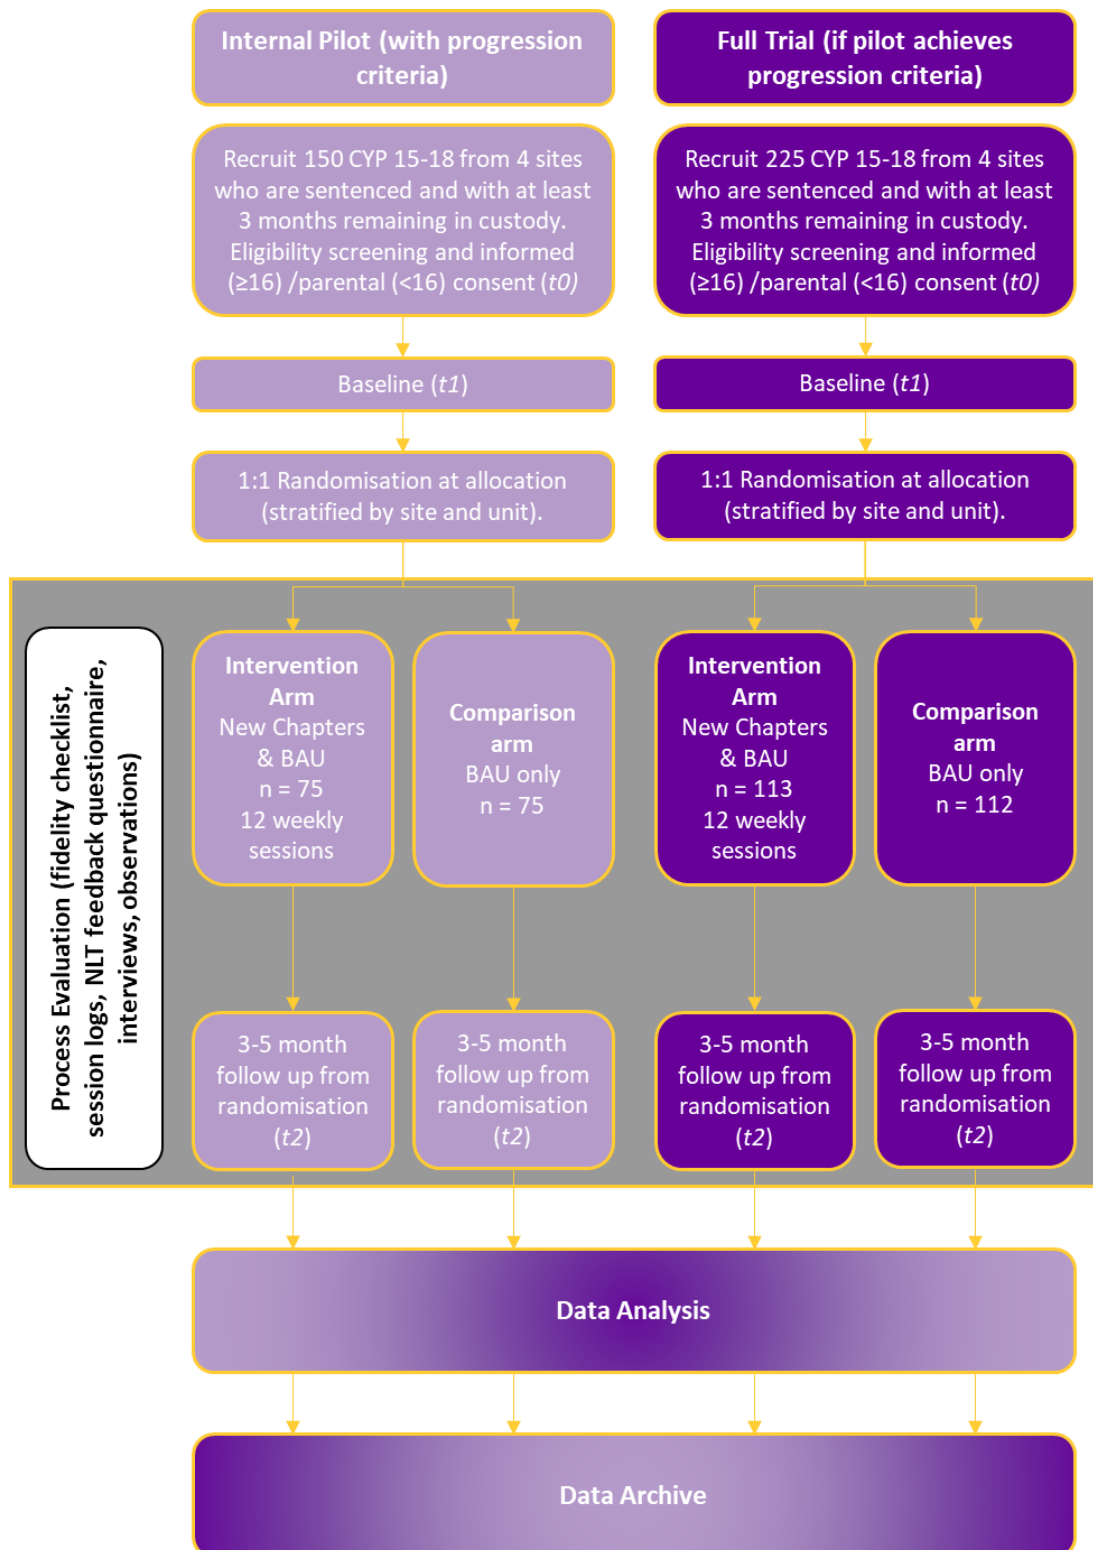 Internal Pilot (with progression
criteria)
Full Trial (if pilot achieves
progression criteria)
Recruit 150 CYP 15-18 from 4 sites
who are sentenced and with at least
3 months remaining in custody.
Eligibility screening and informed
(≥16) /parental (<16) consent (t0)
Recruit 225 CYP 15-18 from 4 sites
who are sentenced and with at least
3 months remaining in custody.
Eligibility screening and informed
(≥16) /parental (<16) consent (t0)
Baseline (t1)
Baseline (t1)
1:1 Randomisation at allocation
(stratified by site and unit).
1:1 Randomisation at allocation
(stratified by site and unit).
Process Evaluation (fidelity checklist,
session logs, NLT feedback questionnaire,
interviews, observations)
Intervention
Arm
New Chapters
& BAU
n = 75
12 weekly
sessions
Comparison
arm
BAU only
n = 75
Intervention
Arm
New Chapters
& BAU
n = 113
12 weekly
sessions
Comparison
arm
BAU only
n = 112
3-5 month
follow up from
randomisation
(t2)
3-5 month
follow up from
randomisation
(t2)
3-5 month
follow up from
randomisation
(t2)
3-5 month
follow up from
randomisation
(t2)
Data Analysis
Data Archive